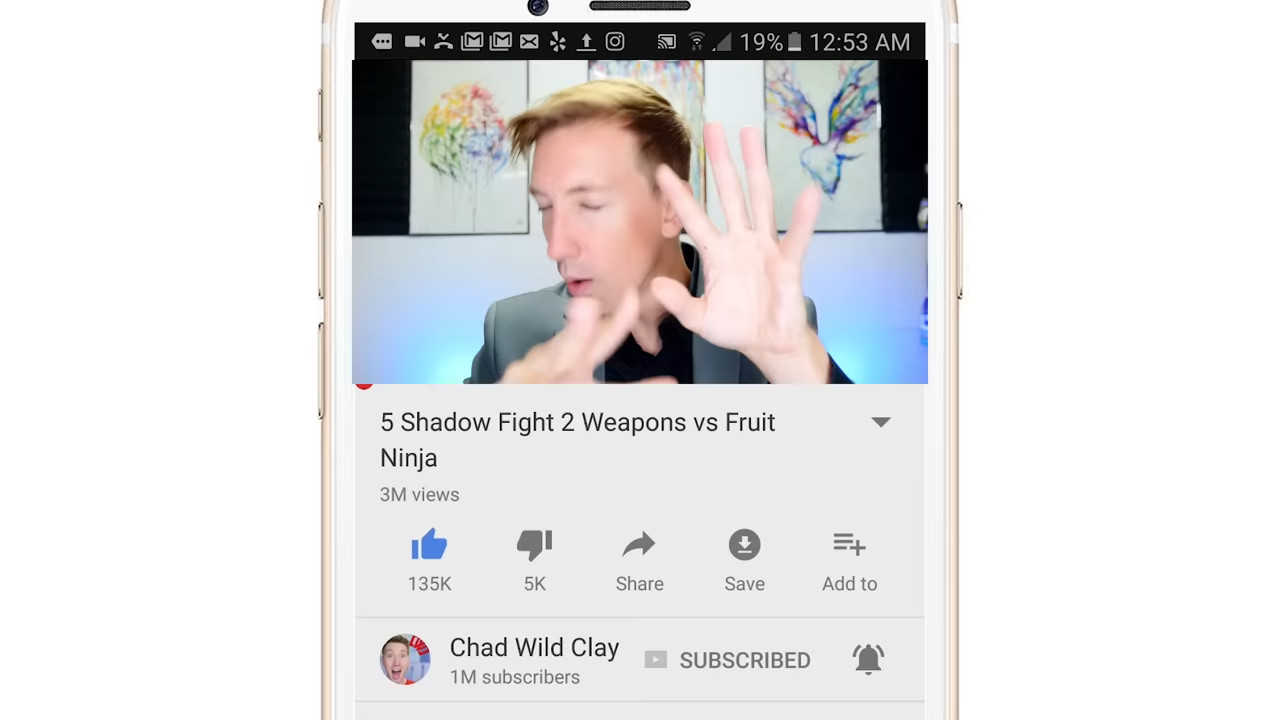 19% 12:53 AM
5 Shadow Fight 2 Weapons vs Fruit
Ninja
3M views
135K 5K Share Save Add to
Chad Wild Clay SUBSCRIBED
1M subscribers
LIVE